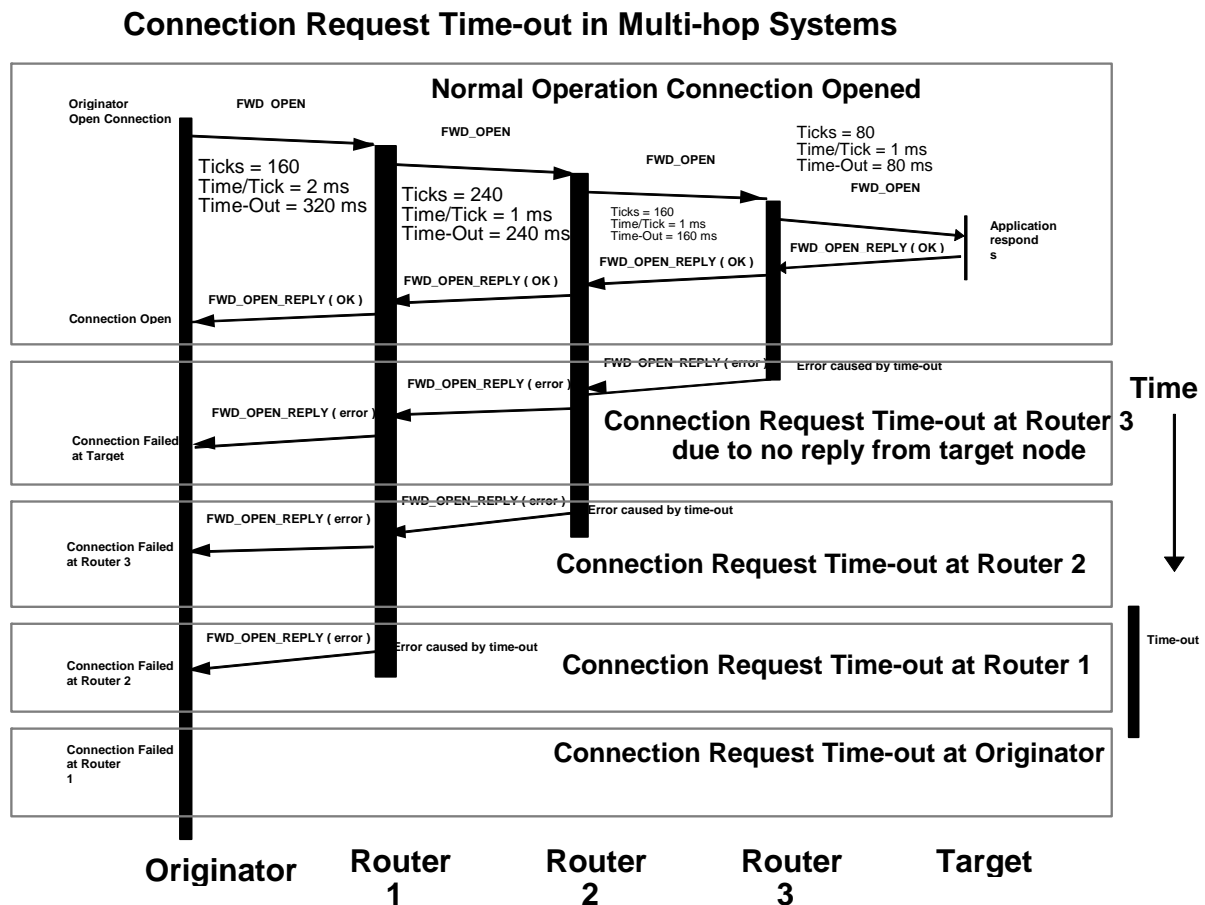 Connection Request Time-out in Multi-hop Systems
Normal Operation Connection Opened
Originator
Open Connection
FWD OPEN
FWD_OPEN
FWD_OPEN
Ticks = 80
Time/Tick = 1 ms
Time-Out = 80 ms
FWD_OPEN
Ticks = 160
Time/Tick = 2 ms
Time-Out = 320 ms
Ticks = 240
Time/Tick = 1 ms
Time-Out = 240 ms
Ticks = 160
Time/Tick = 1 ms
Time-Out = 160 ms
Application
respond
s
FWD_OPEN_REPLY ( OK )
FWD_OPEN_REPLY ( OK )
FWD_OPEN_REPLY ( OK )
FWD_OPEN_REPLY ( OK )
Connection Open
FWD_OPEN_REPLY ( error )
Error caused by time-out
FWD_OPEN_REPLY ( error )
FWD_OPEN_REPLY ( error )
Connection Failed
at Target
Connection Request Time-out at Router 3
due to no reply from target node
Time
FWD_OPEN_REPLY ( error )
Error caused by time-out
FWD_OPEN_REPLY ( error )
Connection Failed
at Router 3
Connection Request Time-out at Router 2
FWD_OPEN_REPLY ( error )
Error caused by time-out
Connection Failed
at Router 2
Connection Request Time-out at Router 1
Time-out
Connection Failed
at Router
1
Connection Request Time-out at Originator
Originator
Router
1
Router
2
Router
3
Target